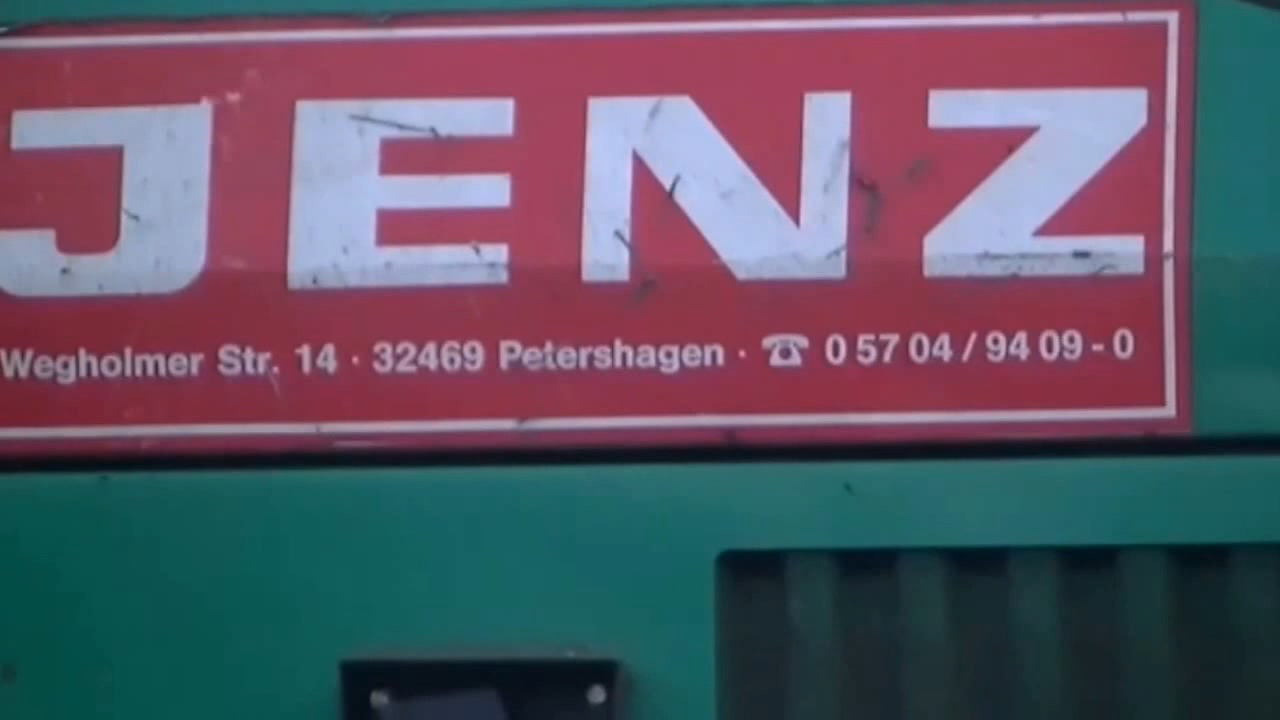 JENZ
Wegholmer Str. 14 · 32469 Petershagen · ☎ 0 57 04 / 94 09 - 0